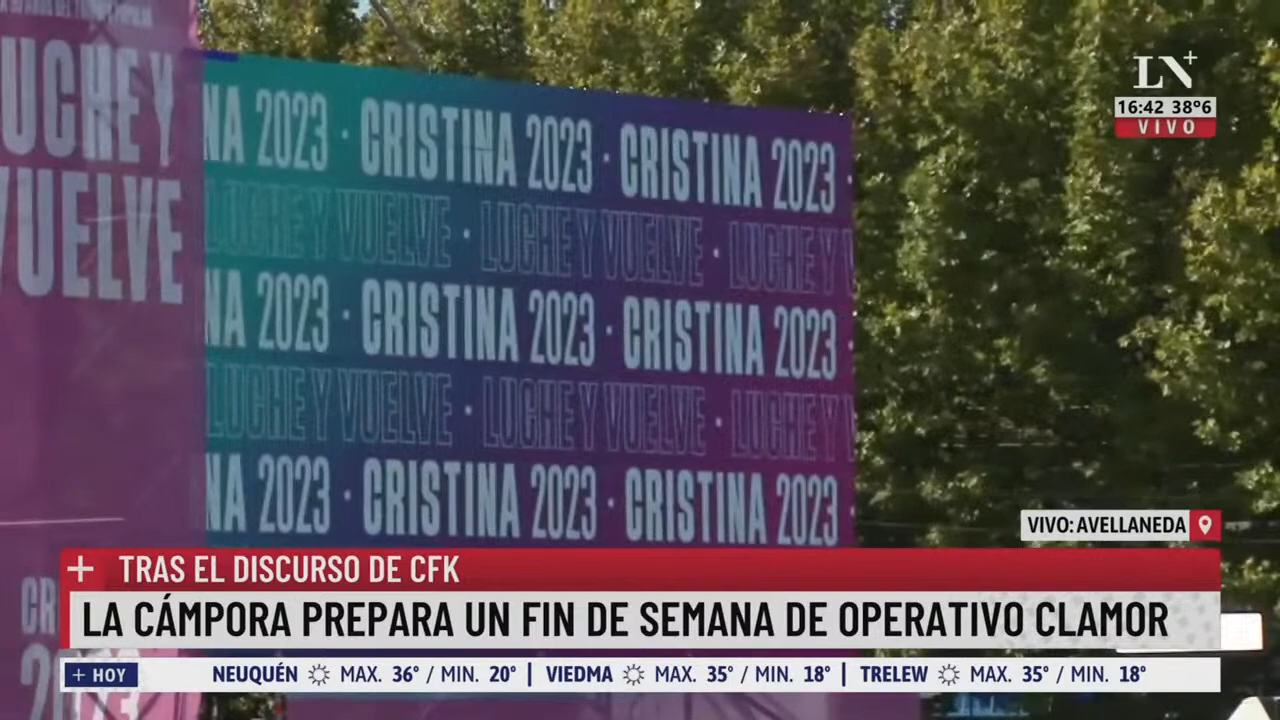 LN+
16:42 38º6
VIVO
LUCHE Y
VUELVE
NA 2023 · CRISTINA 2023 · CRISTINA 2023 ·
LUCHE Y VUELVE · LUCHE Y VUELVE · LUCHE Y V
NA 2023 · CRISTINA 2023 · CRISTINA 2023 ·
LUCHE Y VUELVE · LUCHE Y VUELVE · LUCHE Y V
NA 2023 · CRISTINA 2023 · CRISTINA 2023 ·
CR
2023
VIVO: AVELLANEDA
+ TRAS EL DISCURSO DE CFK
LA CÁMPORA PREPARA UN FIN DE SEMANA DE OPERATIVO CLAMOR
+ HOY NEUQUÉN MAX. 36° / MIN. 20° | VIEDMA MAX. 35° / MIN. 18° | TRELEW MAX. 35° / MIN. 18°